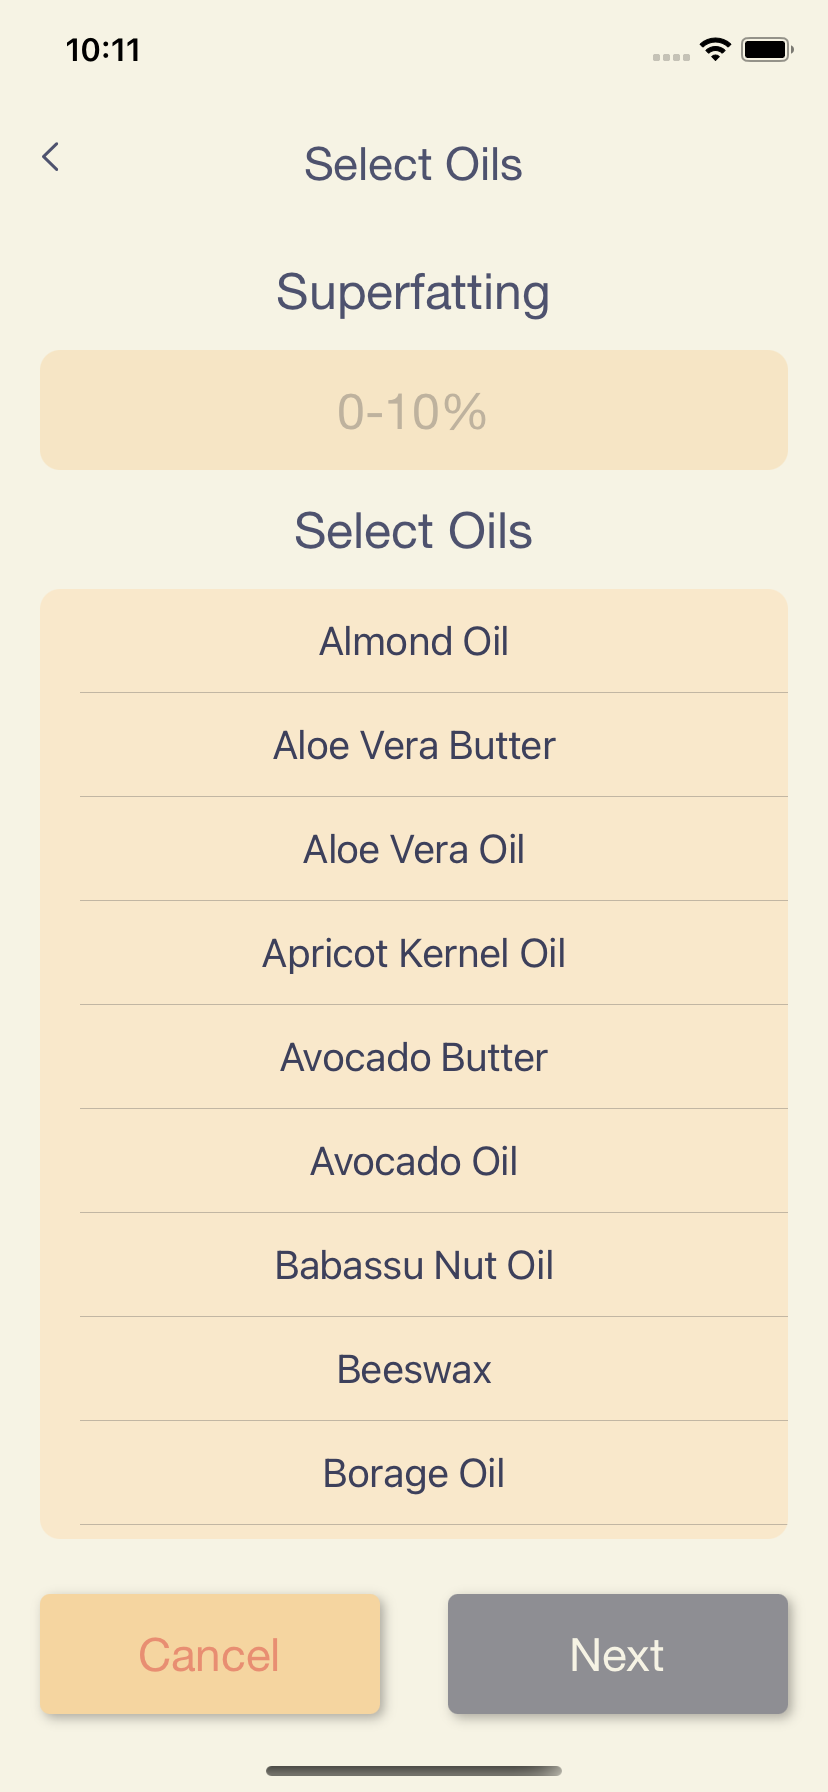 10:11
Select Oils
Superfatting
0-10%
Select Oils
Almond Oil
Aloe Vera Butter
Aloe Vera Oil
Apricot Kernel Oil
Avocado Butter
Avocado Oil
Babassu Nut Oil
Beeswax
Borage Oil
Cancel
Next